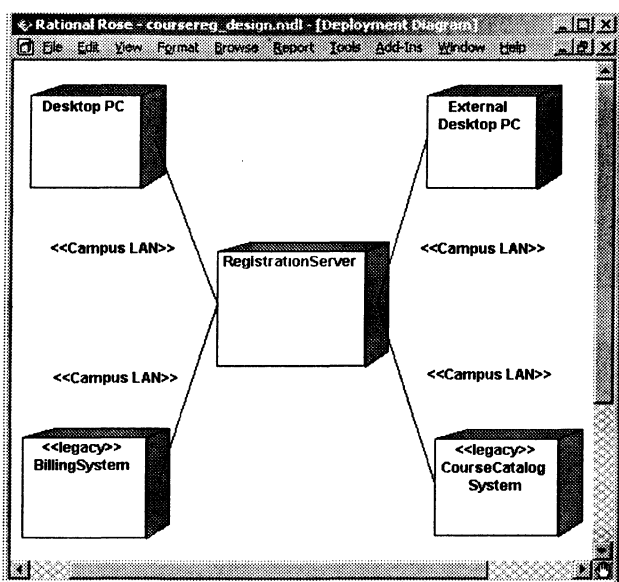 Rational Rose - coursereg_design.mdl - [Deployment Diagram]
File Edit View Format Browse Report Tools Add-Ins Window Help
Desktop PC
External
Desktop PC
<<Campus LAN>>
<<Campus LAN>>
RegistrationServer
<<Campus LAN>>
<<Campus LAN>>
<<legacy>>
BillingSystem
<<legacy>>
CourseCatalog
System